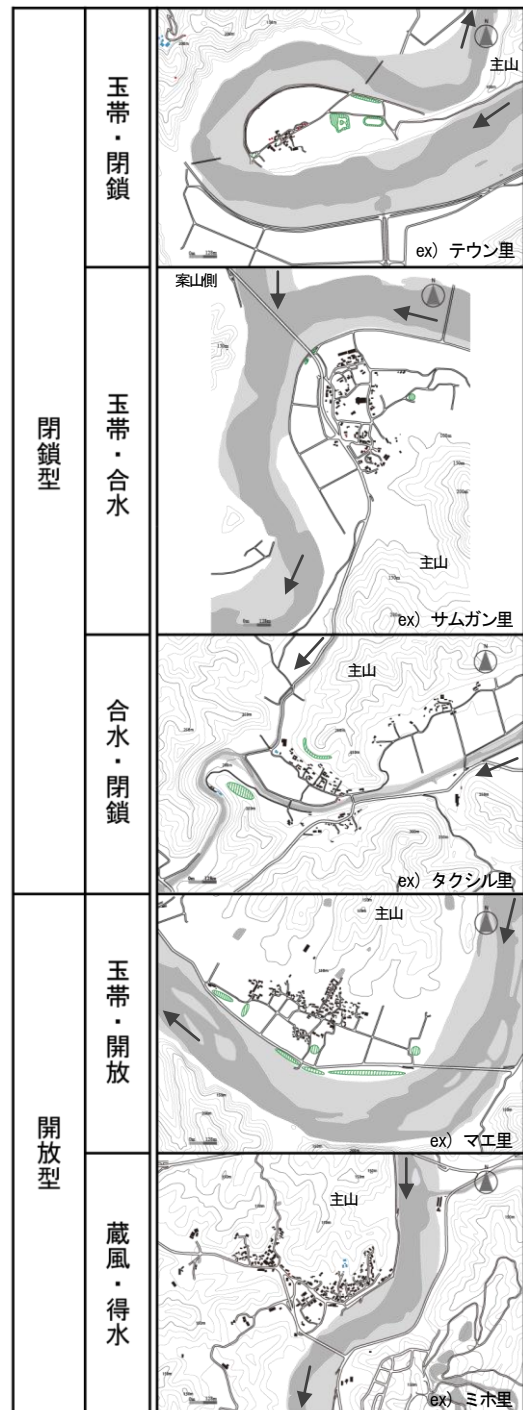 閉鎖型
玉帯・閉鎖
主山
N
ex) テウン里
玉帯・合水
案山側
N
主山
ex) サムガン里
合水・閉鎖
主山
N
ex) タクシル里
開放型
玉帯・開放
主山
N
ex) マエ里
蔵風・得水
主山
N
ex) ミホ里